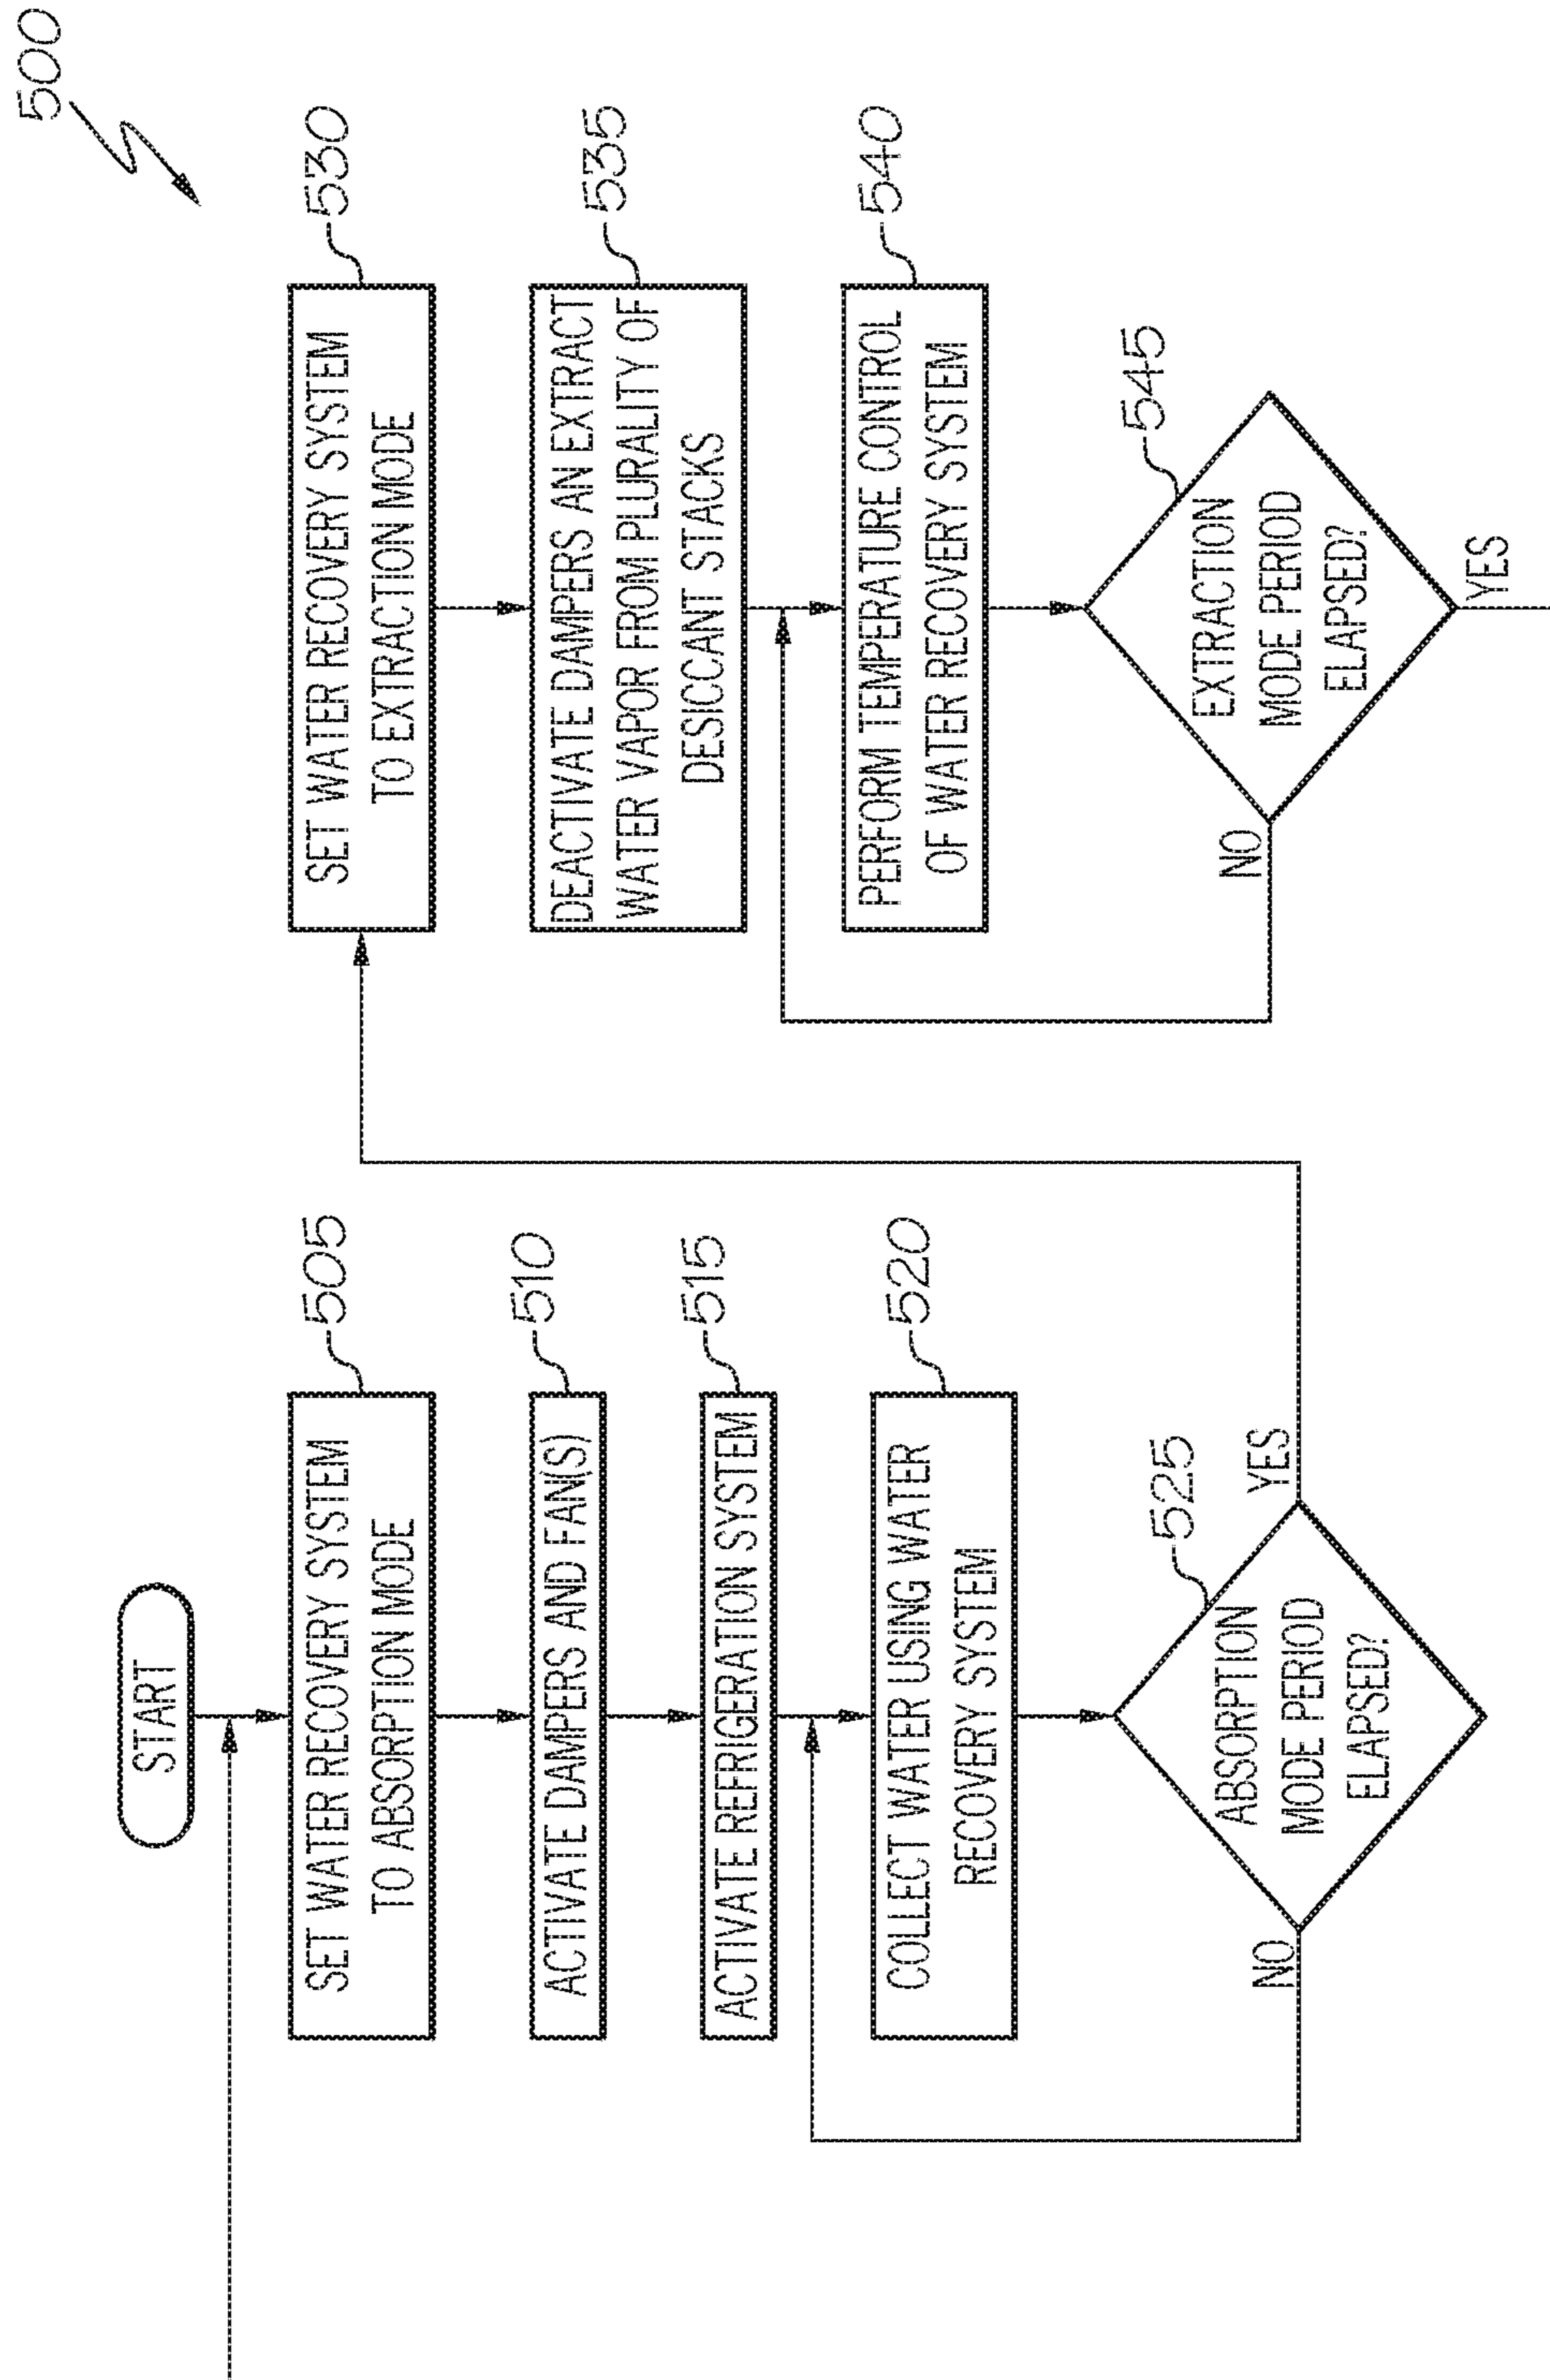 500
START
SET WATER RECOVERY SYSTEM
TO ABSORPTION MODE
505
ACTIVATE DAMPERS AND FAN(S)
510
ACTIVATE REFRIGERATION SYSTEM
515
COLLECT WATER USING WATER
RECOVERY SYSTEM
520
ABSORPTION
MODE PERIOD
ELAPSED?
525
NO
YES
SET WATER RECOVERY SYSTEM
TO EXTRACTION MODE
530
DEACTIVATE DAMPERS AN EXTRACT
WATER VAPOR FROM PLURALITY OF
DESICCANT STACKS
535
PERFORM TEMPERATURE CONTROL
OF WATER RECOVERY SYSTEM
540
EXTRACTION
MODE PERIOD
ELAPSED?
545
NO
YES